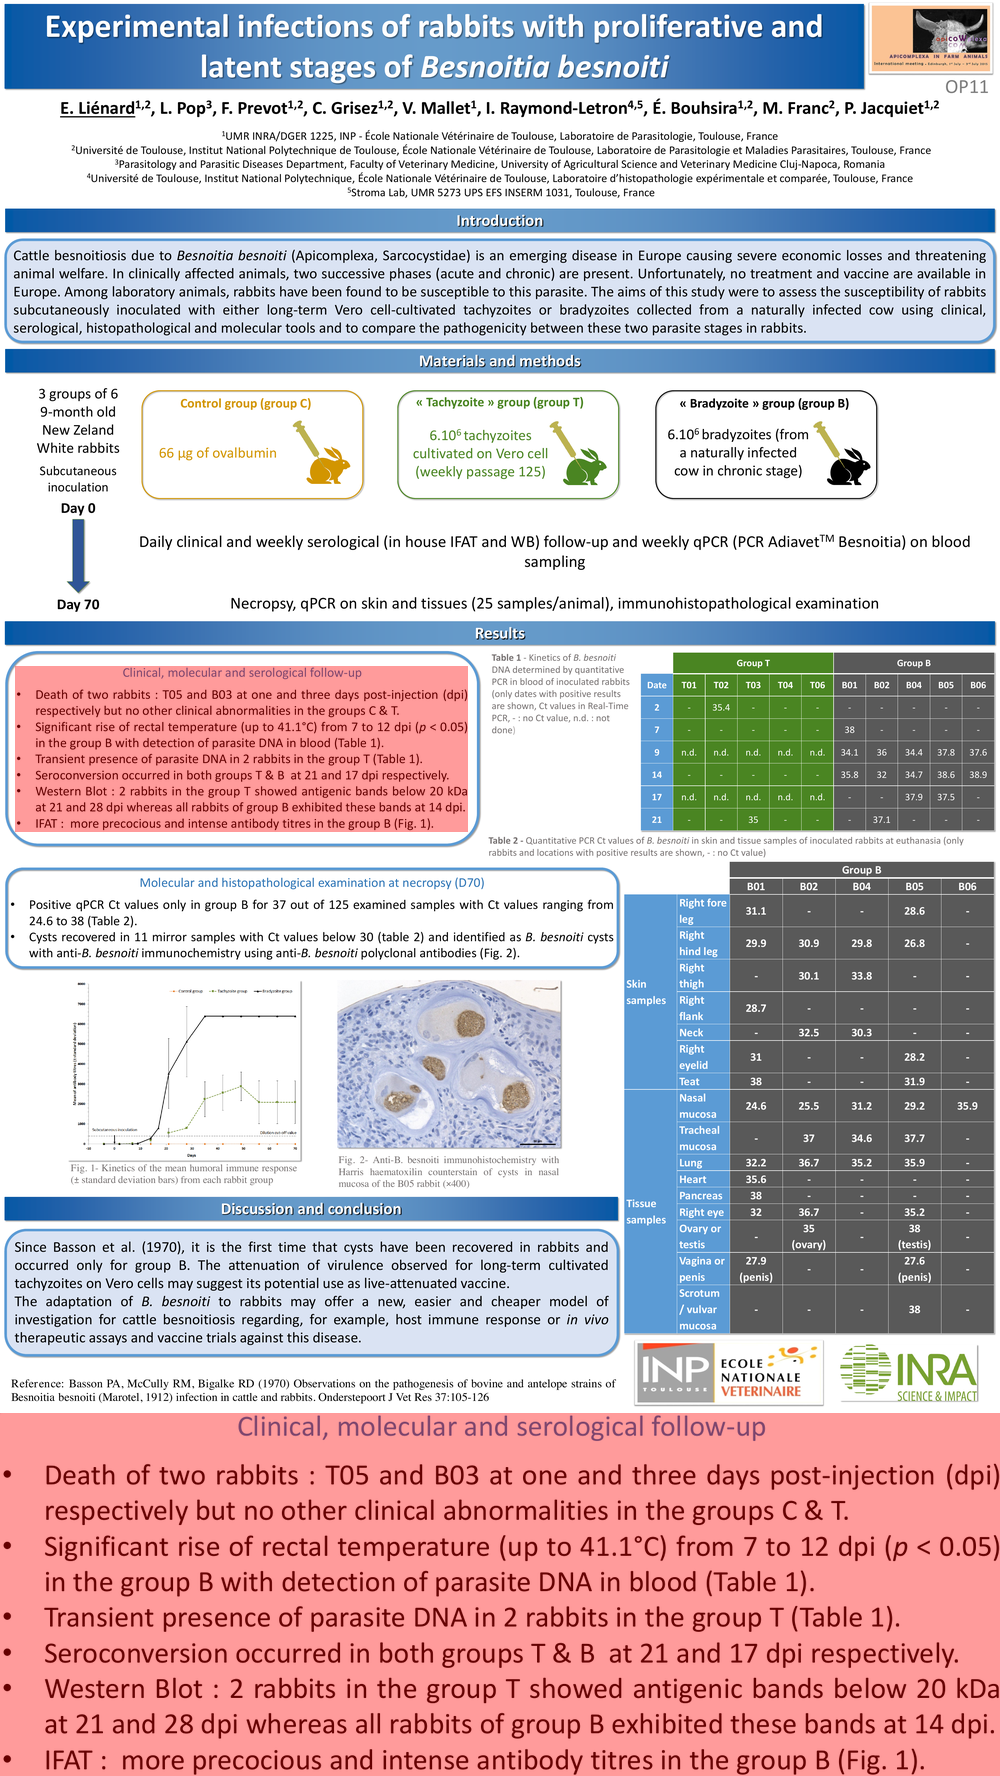 Experimental infections of rabbits with proliferative and
latent stages of Besnoitia besnoiti
APICOMPLEXA IN FARM ANIMALS
OP11
E. Liénard1,2, L. Pop3, F. Prevot1,2, C. Grisez1,2, V. Mallet1, I. Raymond-Letron4,5, É. Bouhsira1,2, M. Franc2, P. Jacquiet1,2
1UMR INRA/DGER 1225, INP - École Nationale Vétérinaire de Toulouse, Laboratoire de Parasitologie, Toulouse, France
2Université de Toulouse, Institut National Polytechnique de Toulouse, École Nationale Vétérinaire de Toulouse, Laboratoire de Parasitologie et Maladies Parasitaires, Toulouse, France
3Parasitology and Parasitic Diseases Department, Faculty of Veterinary Medicine, University of Agricultural Science and Veterinary Medicine Cluj-Napoca, Romania
4Université de Toulouse, Institut National Polytechnique, École Nationale Vétérinaire de Toulouse, Laboratoire d'histopathologie expérimentale et comparée, Toulouse, France
5Stroma Lab, UMR 5273 UPS EFS INSERM 1031, Toulouse, France
Introduction
Cattle besnoitiosis due to Besnoitia besnoiti (Apicomplexa, Sarcocystidae) is an emerging disease in Europe causing severe economic losses and threatening
animal welfare. In clinically affected animals, two successive phases (acute and chronic) are present. Unfortunately, no treatment and vaccine are available in
Europe. Among laboratory animals, rabbits have been found to be susceptible to this parasite. The aims of this study were to assess the susceptibility of rabbits
subcutaneously inoculated with either long-term Vero cell-cultivated tachyzoites or bradyzoites collected from a naturally infected cow using clinical,
serological, histopathological and molecular tools and to compare the pathogenicity between these two parasite stages in rabbits.
Materials and methods
3 groups of 6
9-month old
New Zeland
White rabbits
Subcutaneous
inoculation
Day 0
Day 70
Control group (group C)
66 µg of ovalbumin
« Tachyzoite » group (group T)
6.10⁶ tachyzoites
cultivated on Vero cell
(weekly passage 125)
« Bradyzoite » group (group B)
6.10⁶ bradyzoites (from
a naturally infected
cow in chronic stage)
Daily clinical and weekly serological (in house IFAT and WB) follow-up and weekly qPCR (PCR AdiavetTM Besnoitia) on blood
sampling
Necropsy, qPCR on skin and tissues (25 samples/animal), immunohistopathological examination
Results
Clinical, molecular and serological follow-up
• Death of two rabbits : T05 and B03 at one and three days post-injection (dpi)
respectively but no other clinical abnormalities in the groups C & T.
• Significant rise of rectal temperature (up to 41.1°C) from 7 to 12 dpi (p < 0.05)
in the group B with detection of parasite DNA in blood (Table 1).
• Transient presence of parasite DNA in 2 rabbits in the group T (Table 1).
• Seroconversion occurred in both groups T & B at 21 and 17 dpi respectively.
• Western Blot : 2 rabbits in the group T showed antigenic bands below 20 kDa
at 21 and 28 dpi whereas all rabbits of group B exhibited these bands at 14 dpi.
• IFAT : more precocious and intense antibody titres in the group B (Fig. 1).
Table 1 - Kinetics of B. besnoiti
DNA determined by quantitative
PCR in blood of inoculated rabbits
(only dates with positive results
are shown, Ct values in Real-Time
PCR, - : no Ct value, n.d. : not
done)
Group T Group B
Date T01 T02 T03 T04 T06 B01 B02 B04 B05 B06
2 - 35.4 - - - - - - - -
7 - - - - - 38 - - - -
9 n.d. n.d. n.d. n.d. n.d. 34.1 36 34.4 37.8 37.6
14 - - - - - 35.8 32 34.7 38.6 38.9
17 n.d. n.d. n.d. n.d. n.d. - - 37.9 37.5 -
21 - - 35 - - - 37.1 - - -
Table 2 - Quantitative PCR Ct values of B. besnoiti in skin and tissue samples of inoculated rabbits at euthanasia (only
rabbits and locations with positive results are shown, - : no Ct value)
Molecular and histopathological examination at necropsy (D70)
• Positive qPCR Ct values only in group B for 37 out of 125 examined samples with Ct values ranging from
24.6 to 38 (Table 2).
• Cysts recovered in 11 mirror samples with Ct values below 30 (table 2) and identified as B. besnoiti cysts
with anti-B. besnoiti immunochemistry using anti-B. besnoiti polyclonal antibodies (Fig. 2).
Group B
B01 B02 B04 B05 B06
Skin
samples
Right fore
leg 31.1 - - 28.6 -
Right
hind leg 29.9 30.9 29.8 26.8 -
Right
thigh - 30.1 33.8 - -
Right
flank 28.7 - - - -
Neck - 32.5 30.3 - -
Right
eyelid 31 - - 28.2 -
Teat 38 - - 31.9 -
Tissue
samples
Nasal
mucosa 24.6 25.5 31.2 29.2 35.9
Tracheal
mucosa - 37 34.6 37.7 -
Lung 32.2 36.7 35.2 35.9 -
Heart 35.6 - - - -
Pancreas 38 - - - -
Right eye 32 36.7 - 35.2 -
Ovary or
testis - 35 (ovary) - 38 (testis) -
Vagina or
penis 27.9 (penis) - - 27.6 (penis) -
Scrotum
/ vulvar
mucosa - - - 38 -
Control group Tachyzoite group Bradyzoite group
Subcutaneous inoculation
Dilution cut-off value
Days
Fig. 1- Kinetics of the mean humoral immune response
(± standard deviation bars) from each rabbit group
Fig. 2- Anti-B. besnoiti immunohistochemistry with
Harris haematoxilin counterstain of cysts in nasal
mucosa of the B05 rabbit (×400)
Discussion and conclusion
Since Basson et al. (1970), it is the first time that cysts have been recovered in rabbits and
occurred only for group B. The attenuation of virulence observed for long-term cultivated
tachyzoites on Vero cells may suggest its potential use as live-attenuated vaccine.
The adaptation of B. besnoiti to rabbits may offer a new, easier and cheaper model of
investigation for cattle besnoitiosis regarding, for example, host immune response or in vivo
therapeutic assays and vaccine trials against this disease.
Reference: Basson PA, McCully RM, Bigalke RD (1970) Observations on the pathogenesis of bovine and antelope strains of
Besnoitia besnoiti (Marotel, 1912) infection in cattle and rabbits. Onderstepoort J Vet Res 37:105-126
INP
TOULOUSE
ECOLE
NATIONALE
VETERINAIRE
INRA
SCIENCE & IMPACT
Clinical, molecular and serological follow-up
• Death of two rabbits : T05 and B03 at one and three days post-injection (dpi)
respectively but no other clinical abnormalities in the groups C & T.
• Significant rise of rectal temperature (up to 41.1°C) from 7 to 12 dpi (p < 0.05)
in the group B with detection of parasite DNA in blood (Table 1).
• Transient presence of parasite DNA in 2 rabbits in the group T (Table 1).
• Seroconversion occurred in both groups T & B at 21 and 17 dpi respectively.
• Western Blot : 2 rabbits in the group T showed antigenic bands below 20 kDa
at 21 and 28 dpi whereas all rabbits of group B exhibited these bands at 14 dpi.
• IFAT : more precocious and intense antibody titres in the group B (Fig. 1).